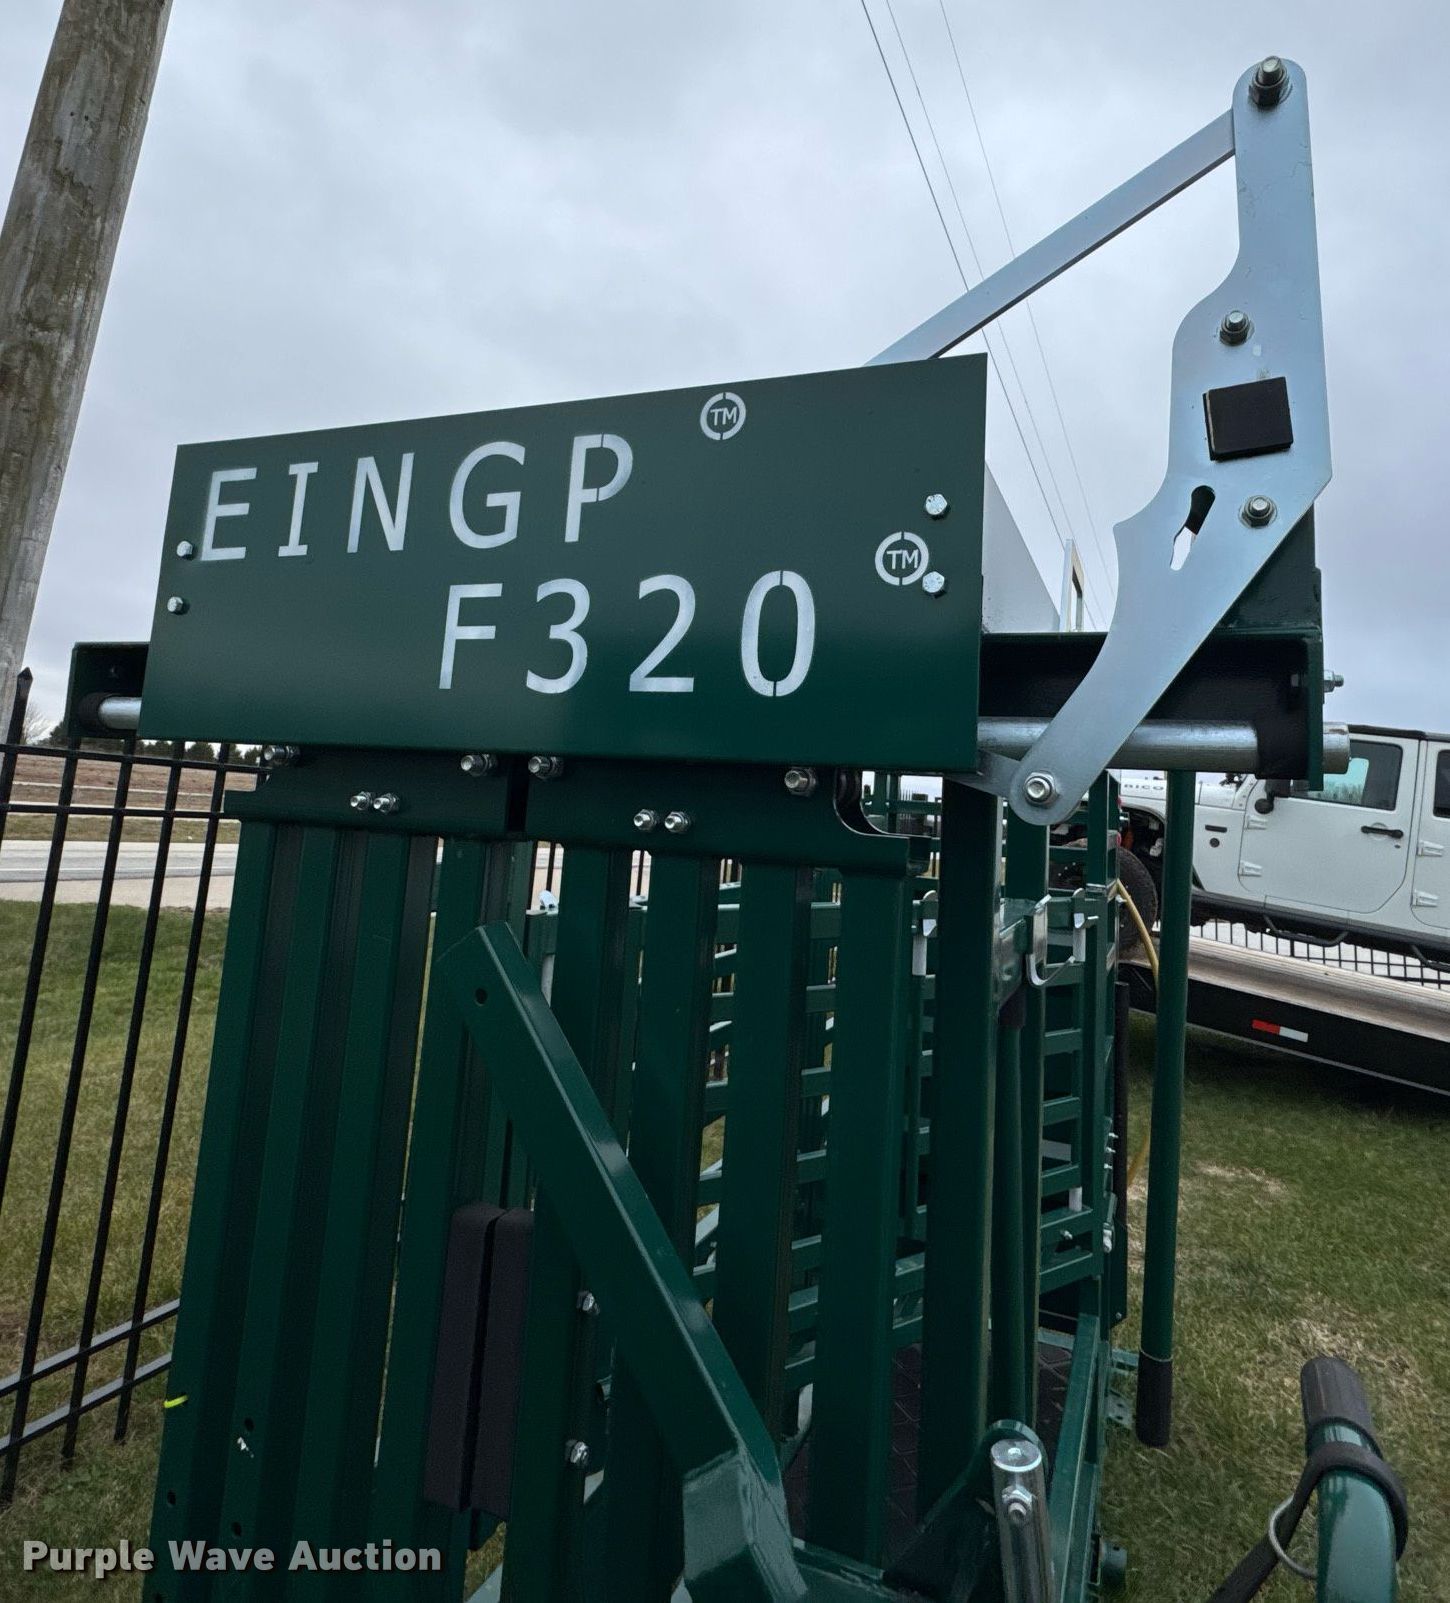 EINGP TM
F320 TM
Purple Wave Auction